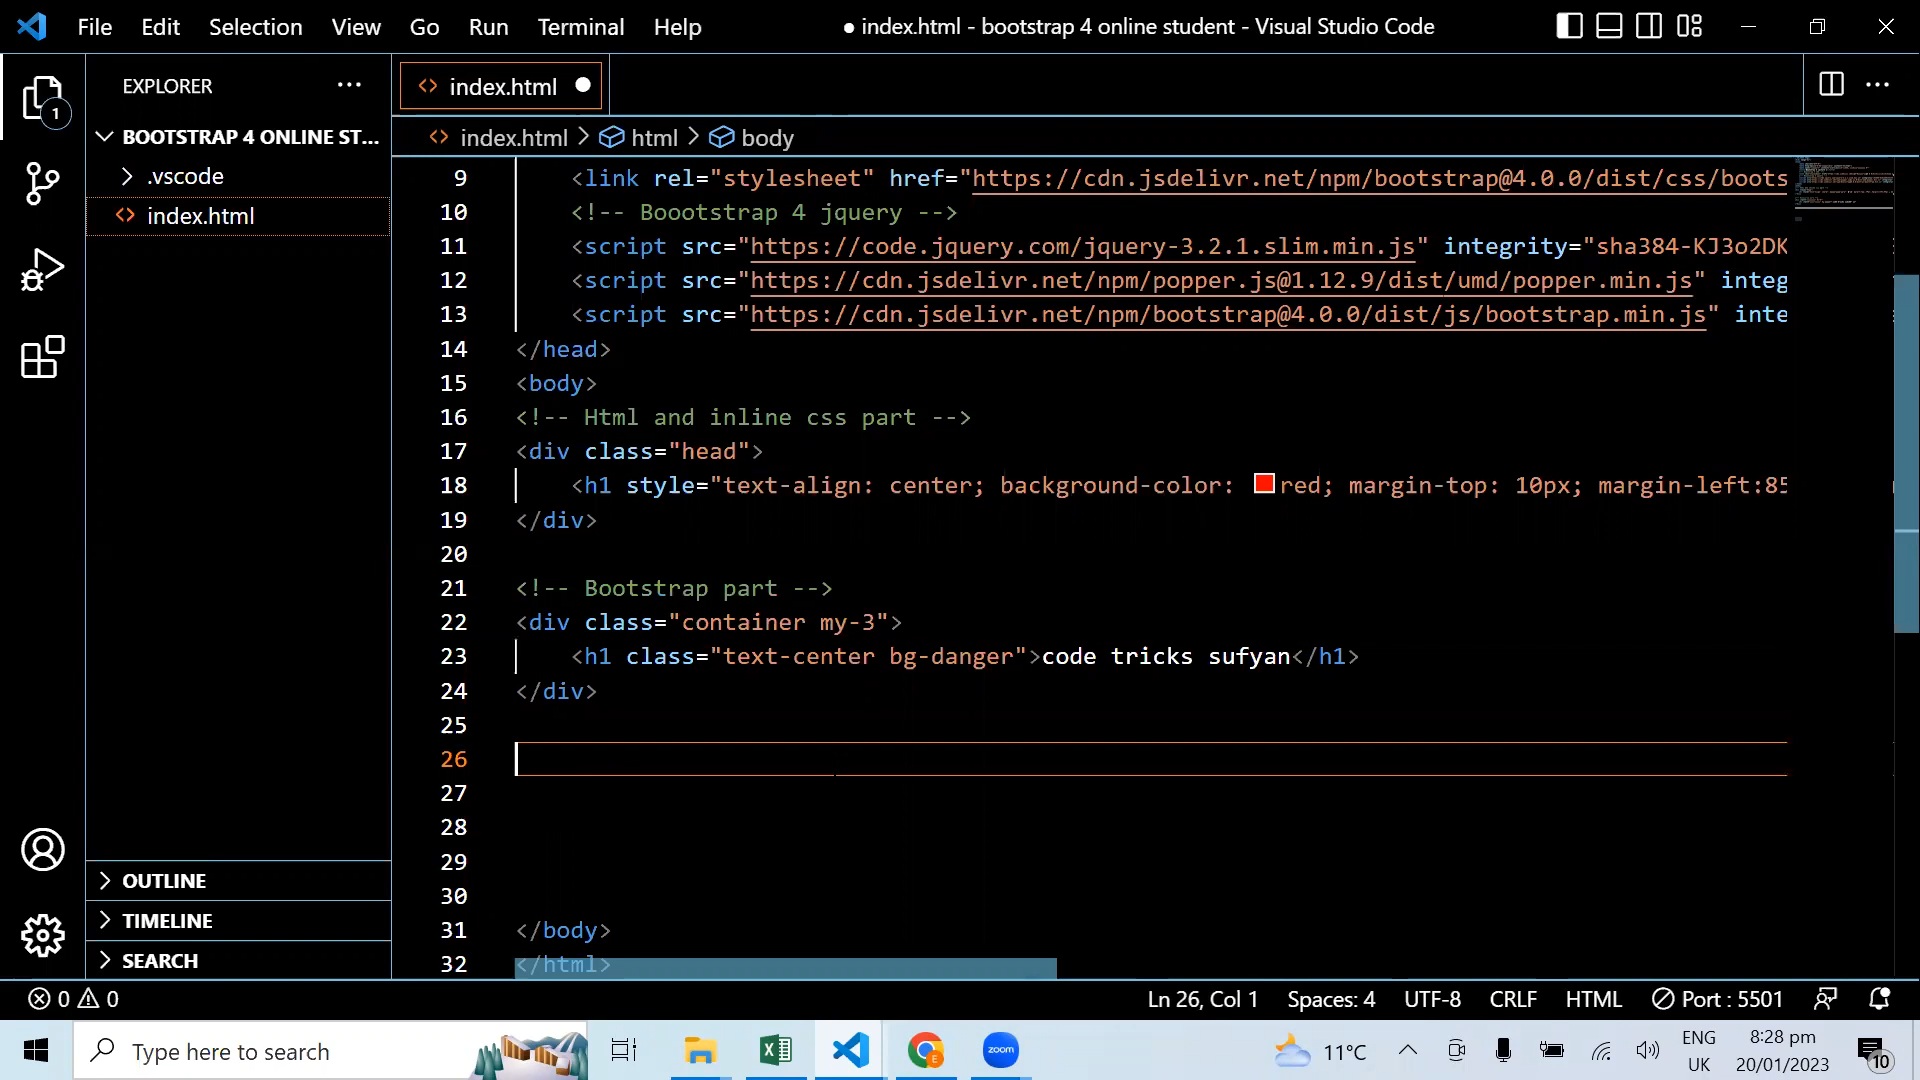 File Edit Selection View Go Run Terminal Help
● index.html - bootstrap 4 online student - Visual Studio Code
EXPLORER
1
BOOTSTRAP 4 ONLINE ST...
.vscode
index.html
OUTLINE
TIMELINE
SEARCH
index.html
index.html > html > body
9 <link rel="stylesheet" href="https://cdn.jsdelivr.net/npm/bootstrap@4.0.0/dist/css/boots
10 <!-- Boootstrap 4 jquery -->
11 <script src="https://code.jquery.com/jquery-3.2.1.slim.min.js" integrity="sha384-KJ3o2DK
12 <script src="https://cdn.jsdelivr.net/npm/popper.js@1.12.9/dist/umd/popper.min.js" integ
13 <script src="https://cdn.jsdelivr.net/npm/bootstrap@4.0.0/dist/js/bootstrap.min.js" inte
14 </head>
15 <body>
16 <!-- Html and inline css part -->
17 <div class="head">
18 <h1 style="text-align: center; background-color: red; margin-top: 10px; margin-left:85
19 </div>
20
21 <!-- Bootstrap part -->
22 <div class="container my-3">
23 <h1 class="text-center bg-danger">code tricks sufyan</h1>
24 </div>
25
26
27
28
29
30
31 </body>
32 </html>
0 0
Ln 26, Col 1 Spaces: 4 UTF-8 CRLF HTML Port : 5501
Type here to search
zoom
11°C
ENG
UK
8:28 pm
20/01/2023
10